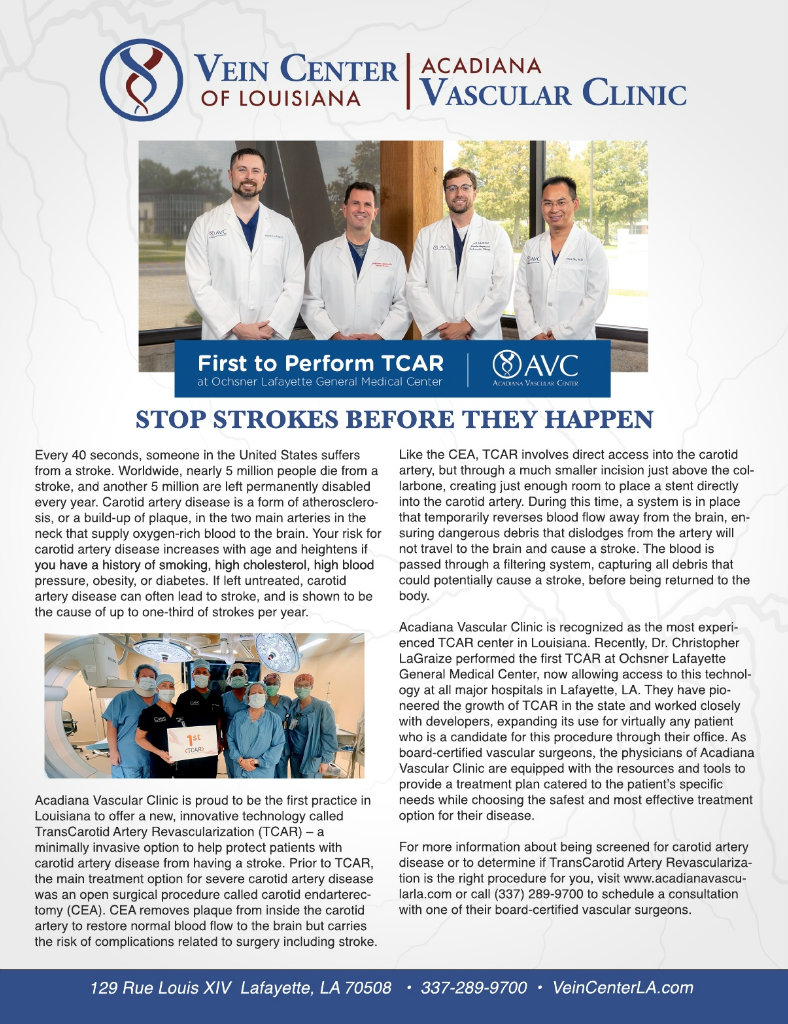 VEIN CENTER
OF LOUISIANA
ACADIANA
VASCULAR CLINIC
AVC
AVC
AVC
First to Perform TCAR
at Ochsner Lafayette General Medical Center
AVC
ACADIANA VASCULAR CENTER
STOP STROKES BEFORE THEY HAPPEN
Every 40 seconds, someone in the United States suffers
from a stroke. Worldwide, nearly 5 million people die from a
stroke, and another 5 million are left permanently disabled
every year. Carotid artery disease is a form of atherosclero-
sis, or a build-up of plaque, in the two main arteries in the
neck that supply oxygen-rich blood to the brain. Your risk for
carotid artery disease increases with age and heightens if
you have a history of smoking, high cholesterol, high blood
pressure, obesity, or diabetes. If left untreated, carotid
artery disease can often lead to stroke, and is shown to be
the cause of up to one-third of strokes per year.
1st
(TCAR)
Acadiana Vascular Clinic is proud to be the first practice in
Louisiana to offer a new, innovative technology called
TransCarotid Artery Revascularization (TCAR) – a
minimally invasive option to help protect patients with
carotid artery disease from having a stroke. Prior to TCAR,
the main treatment option for severe carotid artery disease
was an open surgical procedure called carotid endarterec-
tomy (CEA). CEA removes plaque from inside the carotid
artery to restore normal blood flow to the brain but carries
the risk of complications related to surgery including stroke.
Like the CEA, TCAR involves direct access into the carotid
artery, but through a much smaller incision just above the col-
larbone, creating just enough room to place a stent directly
into the carotid artery. During this time, a system is in place
that temporarily reverses blood flow away from the brain, en-
suring dangerous debris that dislodges from the artery will
not travel to the brain and cause a stroke. The blood is
passed through a filtering system, capturing all debris that
could potentially cause a stroke, before being returned to the
body.
Acadiana Vascular Clinic is recognized as the most experi-
enced TCAR center in Louisiana. Recently, Dr. Christopher
LaGraize performed the first TCAR at Ochsner Lafayette
General Medical Center, now allowing access to this technol-
ogy at all major hospitals in Lafayette, LA. They have pio-
neered the growth of TCAR in the state and worked closely
with developers, expanding its use for virtually any patient
who is a candidate for this procedure through their office. As
board-certified vascular surgeons, the physicians of Acadiana
Vascular Clinic are equipped with the resources and tools to
provide a treatment plan catered to the patient's specific
needs while choosing the safest and most effective treatment
option for their disease.
For more information about being screened for carotid artery
disease or to determine if TransCarotid Artery Revasculariza-
tion is the right procedure for you, visit www.acadianavascu-
larla.com or call (337) 289-9700 to schedule a consultation
with one of their board-certified vascular surgeons.
129 Rue Louis XIV Lafayette, LA 70508 • 337-289-9700 • VeinCenterLA.com